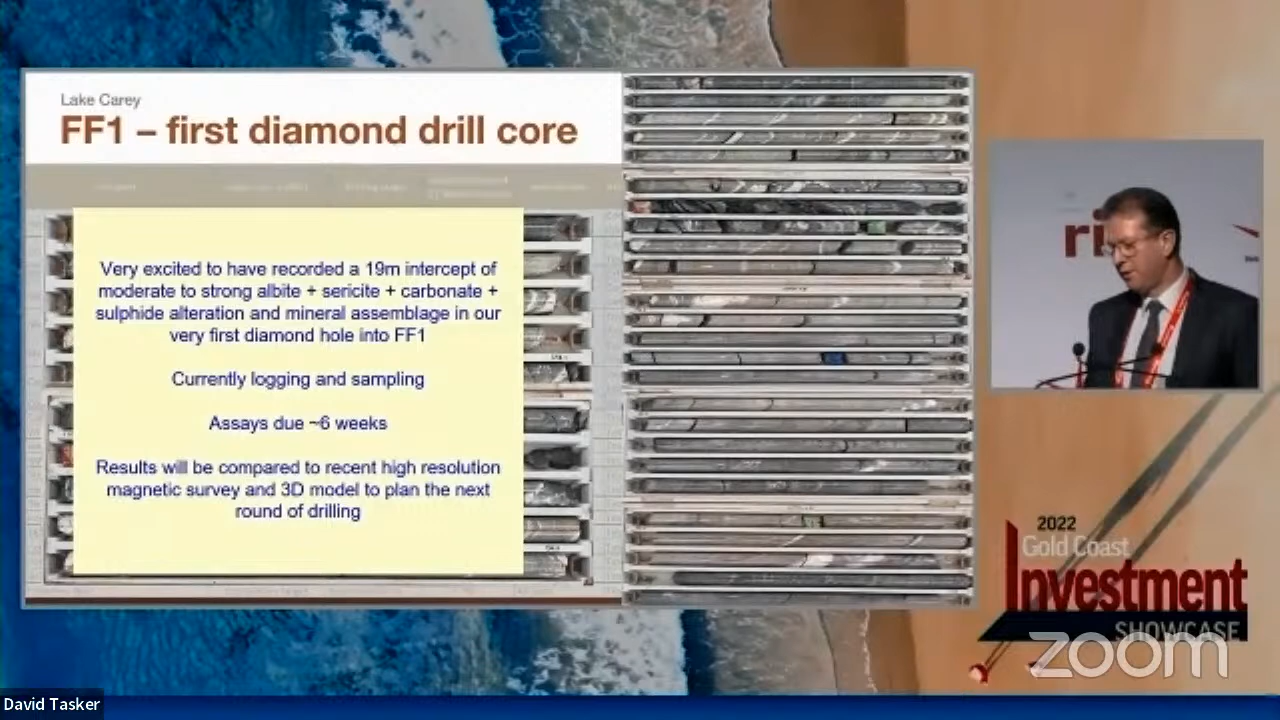 Lake Carey
FF1 – first diamond drill core
Very excited to have recorded a 19m intercept of
moderate to strong albite + sericite + carbonate +
sulphide alteration and mineral assemblage in our
very first diamond hole into FF1
Currently logging and sampling
Assays due ~6 weeks
Results will be compared to recent high resolution
magnetic survey and 3D model to plan the next
round of drilling
2022
Gold Coast
Investment
SHOWCASE
zoom
David Tasker